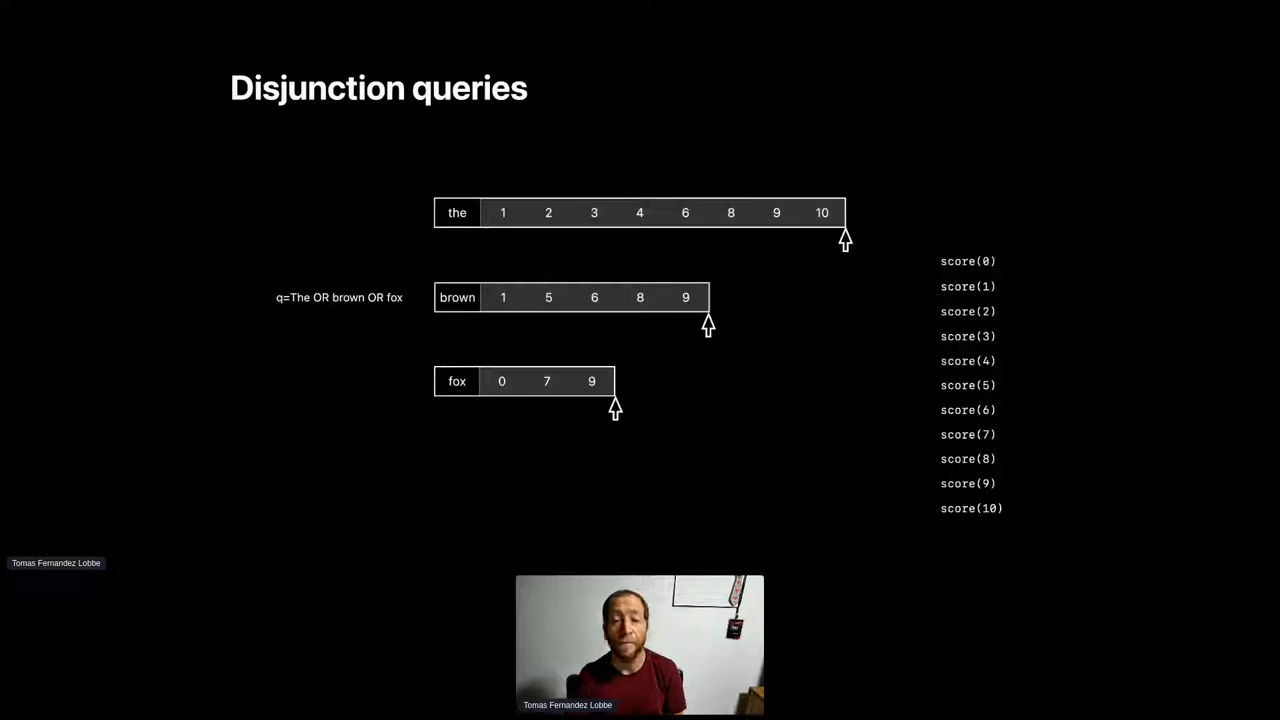 Disjunction queries
the 1 2 3 4 6 8 9 10
q=The OR brown OR fox
brown 1 5 6 8 9
fox 0 7 9
score(0)
score(1)
score(2)
score(3)
score(4)
score(5)
score(6)
score(7)
score(8)
score(9)
score(10)
Tomas Fernandez Lobbe
Tomas Fernandez Lobbe